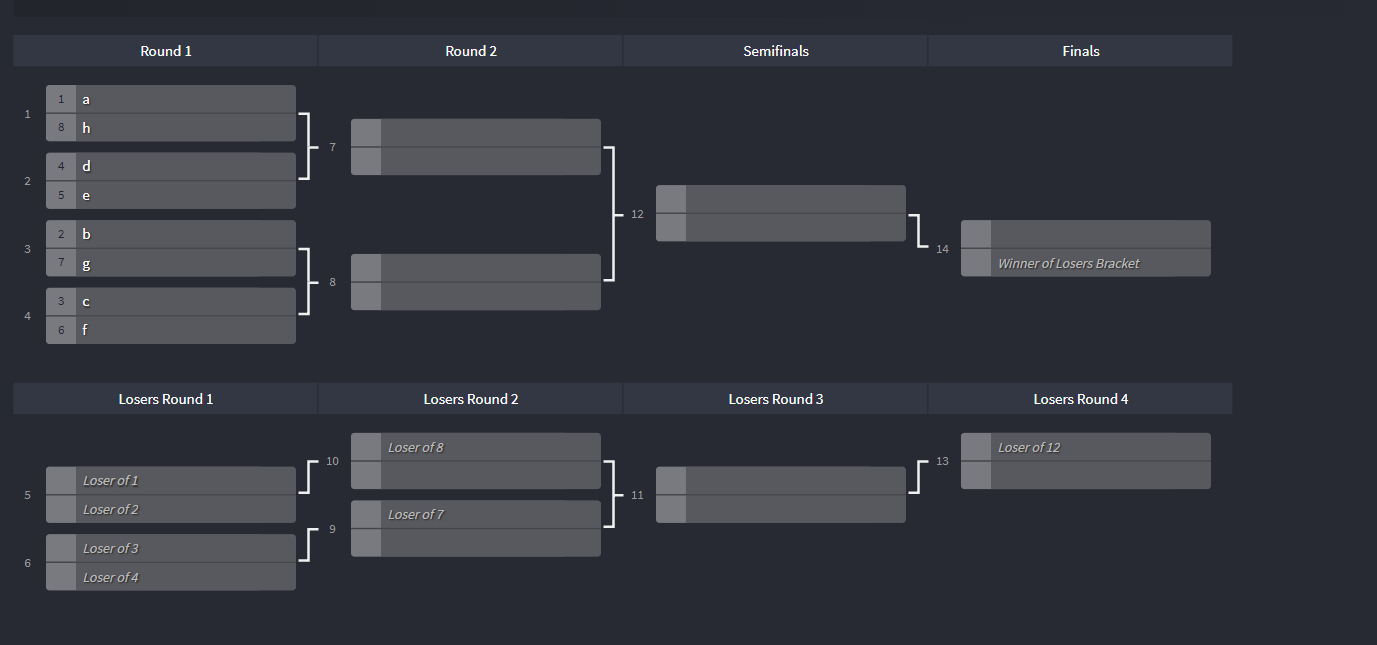 Round 1 Round 2 Semifinals Finals
1 1 a
8 h
2 4 d
5 e
3 2 b
7 g
4 3 c
6 f
7
8
12
14 Winner of Losers Bracket
Losers Round 1 Losers Round 2 Losers Round 3 Losers Round 4
5 Loser of 1
Loser of 2
6 Loser of 3
Loser of 4
10 Loser of 8
9 Loser of 7
11
13 Loser of 12